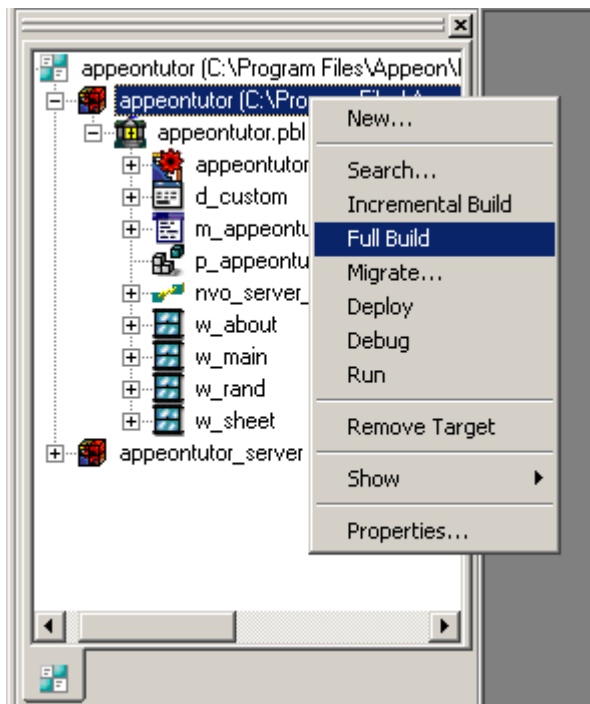 appeontutor (C:\Program Files\Appeon\
appeontutor (C:\Pro
appeontutor.pbl
appeontutor
d_custom
m_appeontu
p_appeontu
nvo_server_
w_about
w_main
w_rand
w_sheet
appeontutor_server
New...
Search...
Incremental Build
Full Build
Migrate...
Deploy
Debug
Run
Remove Target
Show
Properties...